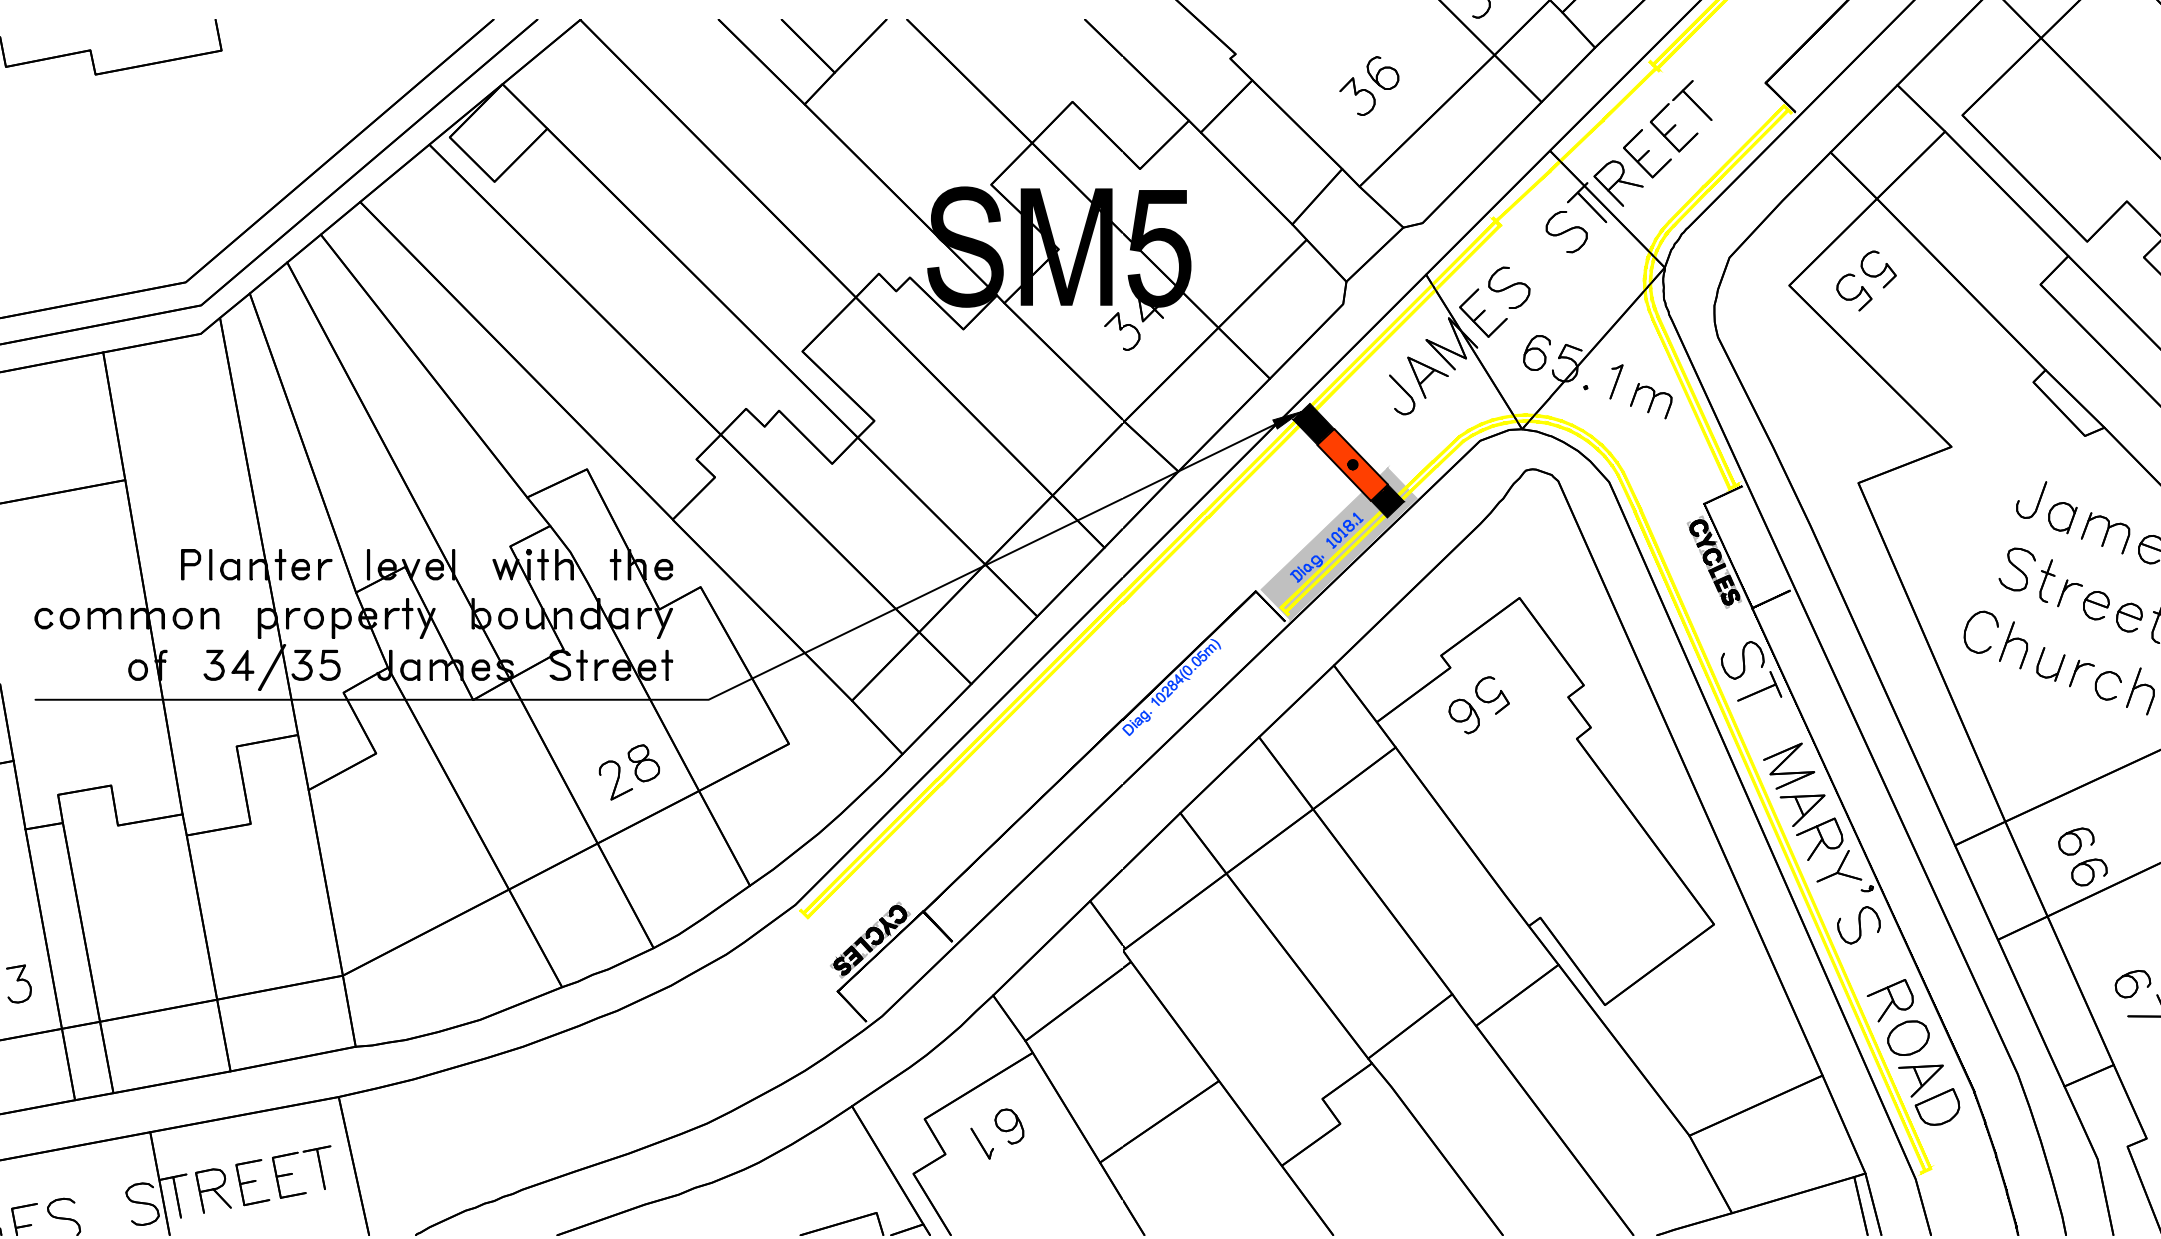 36
SM5
JAMES STREET
34
55
65.1m
Planter level with the
common property boundary
of 34/35 James Street
Diag. 1018.1
CYCLES
Jame
Street
Church
Diag. 10284(0.05m)
56
28
ST MARY'S ROAD
66
CYCLES
3
67
61
ES STREET